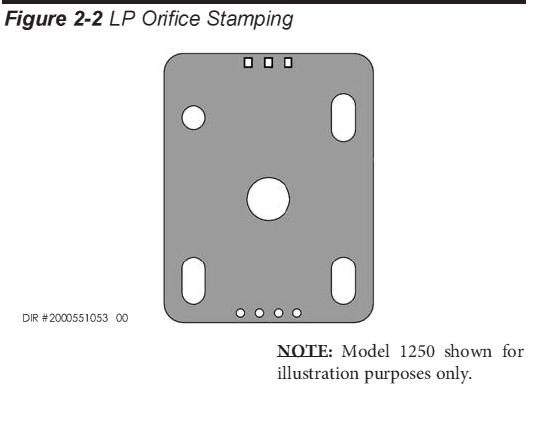 Figure 2-2 LP Orifice Stamping
DIR #2000551053 00
NOTE: Model 1250 shown for
illustration purposes only.